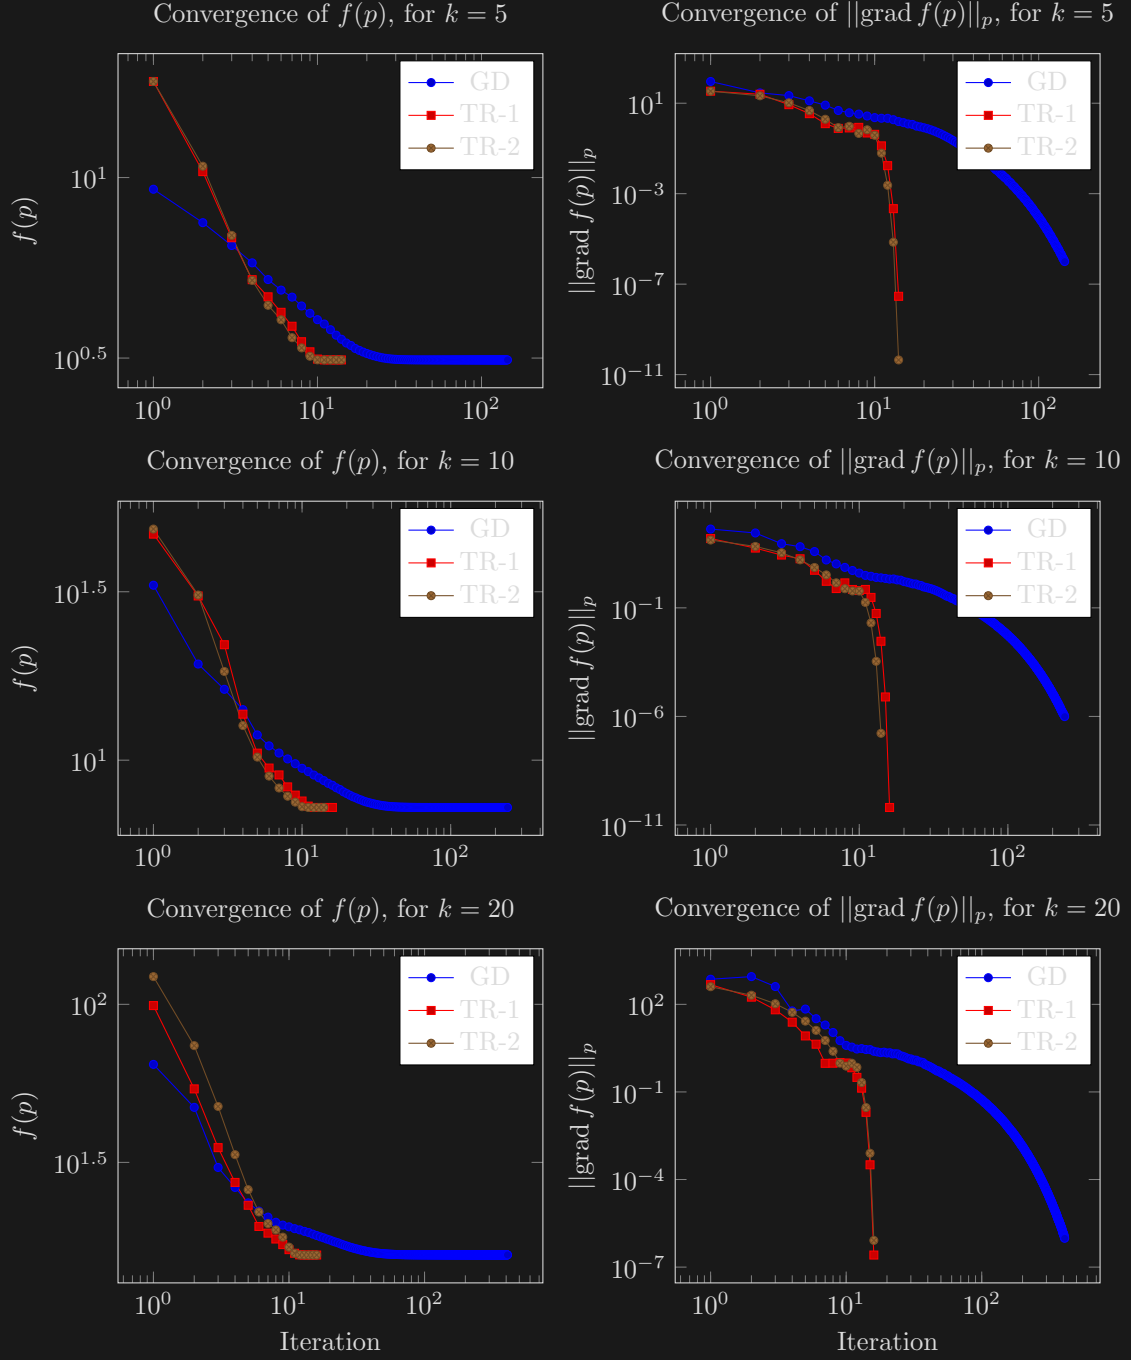 Convergence of f(p), for k = 5
Convergence of ||grad f(p)||_p, for k = 5
GD
TR-1
TR-2
10^1
10^0.5
f(p)
10^0
10^1
10^2
GD
TR-1
TR-2
10^1
10^−3
10^−7
10^−11
||grad f(p)||_p
10^0
10^1
10^2
Convergence of f(p), for k = 10
Convergence of ||grad f(p)||_p, for k = 10
GD
TR-1
TR-2
10^1.5
10^1
f(p)
10^0
10^1
10^2
GD
TR-1
TR-2
10^−1
10^−6
10^−11
||grad f(p)||_p
10^0
10^1
10^2
Convergence of f(p), for k = 20
Convergence of ||grad f(p)||_p, for k = 20
GD
TR-1
TR-2
10^2
10^1.5
f(p)
10^0
10^1
10^2
Iteration
GD
TR-1
TR-2
10^2
10^−1
10^−4
10^−7
||grad f(p)||_p
10^0
10^1
10^2
Iteration